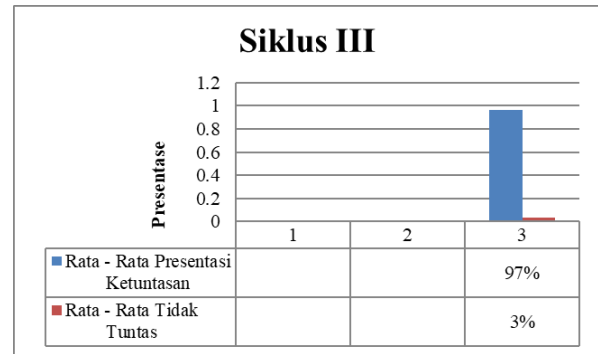 Siklus III
Presentase
1.2
1
0.8
0.6
0.4
0.2
0
1 2 3
Rata - Rata Presentasi
Ketuntasan
97%
Rata - Rata Tidak
Tuntas
3%